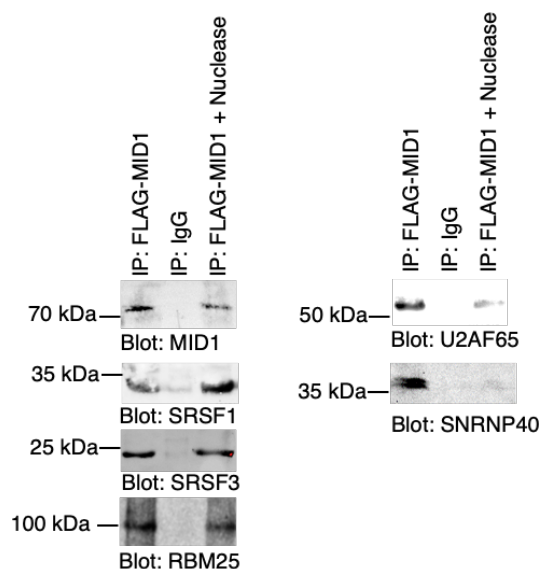 IP: FLAG-MID1
IP: IgG
IP: FLAG-MID1 + Nuclease
70 kDa
Blot: MID1
35 kDa
Blot: SRSF1
25 kDa
Blot: SRSF3
100 kDa
Blot: RBM25
IP: FLAG-MID1
IP: IgG
IP: FLAG-MID1 + Nuclease
50 kDa
Blot: U2AF65
35 kDa
Blot: SNRNP40